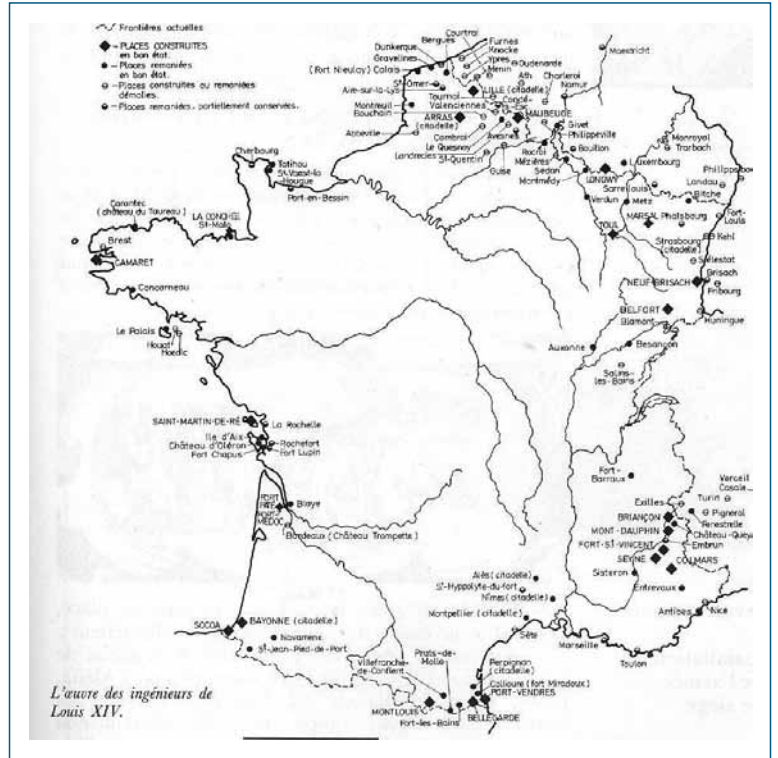 Frontières actuelles
- PLACES CONSTRUITES
en bon état.
- Places remaniées
en bon état.
- Places construites ou remaniées
démolies.
- Places remaniées, partiellement conservées.
Courtrai
Bergues
Furnes
Dunkerque
Knocke
Gravelines
Ypres
Oudenarde
Maestricht
(Fort Nieulay) Calais
Menin
Charleroi
St-Omer
LILLE (citadelle)
Ath
Namur
Aire-sur-la-Lys
Tournai
Condé-
Montreuil
Valenciennes
Bouchain
MAUBEUGE
ARRAS
(citadelle)
Givet
Abbeville
Cambrai
Avesnes
Philippeville
Le Quesnoy
Rocroi
Bouillon
Landrecies
Mézières
St-Quentin
Guise
Sedan
Montmédy
LONGWY
Luxembourg
Monroyal
Trarbach
Landau
Bitche
Sarrelouis
Verdun
Metz
MARSAL
Phalsbourg
Fort-
Louis
Kehl
Strasbourg
(citadelle)
TOUL
Sélestat
NEUF-BRISACH
Brisach
Fribourg
BELFORT
Huningue
Blamont
Auxonne
Besançon
Salins-
les-Bains
Cherbourg
Tatihou
St-Vaast-la
Hougue
Port-en-Bessin
Carantec
(château du Taureau)
LA CONCHÉE
St-Malo
Brest
CAMARET
Concarneau
Le Palais
Houat
Hoedic
SAINT-MARTIN-DE-RÉ
La Rochelle
Ile d'Aix
Château d'Oléron
Rochefort
Fort Chapus
Fort Lupin
FORT
PATÉ
FORT
MÉDOC
Blaye
Bordeaux (Château Trompette)
Fort-
Barraux
Verceil
Casale
Turin
Exilles
Pignerol
BRIANÇON
Fenestrelle
MONT-DAUPHIN
Château-Queyras
FORT-ST-VINCENT
Embrun
SEYNE
COLMARS
Sisteron
Entrevaux
Antibes
Nice
Alès (citadelle)
St-Hyppolyte-du-fort
Nîmes (citadelle)
Montpellier (citadelle)
Sète
Marseille
Toulon
SOCOA
BAYONNE (citadelle)
Navarrenx
St-Jean-Pied-de-Port
Villefranche-
de-Conflent
Prats-de-
Mollo
Perpignan
(citadelle)
Collioure (fort Miradoux)
PORT-VENDRES
MONTLOUIS
Fort-les-Bains
BELLEGARDE
L'œuvre des ingénieurs de
Louis XIV.